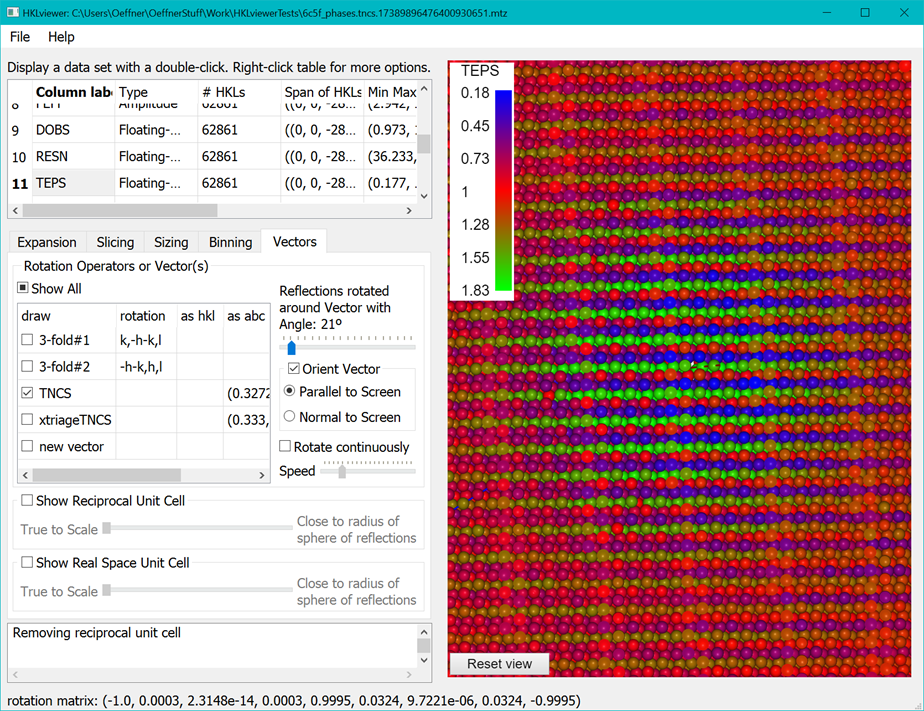 HKLviewer: C:\Users\Oeffner\OeffnerStuff\Work\HKLviewerTests\6c5f_phases.tncs.17389896476400930651.mtz
File Help
Display a data set with a double-click. Right-click table for more options.
Column lab Type # HKLs Span of HKLs Min Max
8 FEFF Amplitude 62861 ((0, 0, -28... (2.942,
9 DOBS Floating-... 62861 ((0, 0, -28... (0.973,
10 RESN Floating-... 62861 ((0, 0, -28... (36.233,
11 TEPS Floating-... 62861 ((0, 0, -28... (0.177,
Expansion Slicing Sizing Binning Vectors
Rotation Operators or Vector(s)
Show All
draw rotation as hkl as abc
3-fold#1 k,-h-k,l
3-fold#2 -h-k,h,l
TNCS (0.3272
xtriageTNCS (0.333,
new vector
Reflections rotated
around Vector with
Angle: 21º
Orient Vector
Parallel to Screen
Normal to Screen
Rotate continuously
Speed
Show Reciprocal Unit Cell
True to Scale
Close to radius of
sphere of reflections
Show Real Space Unit Cell
True to Scale
Close to radius of
sphere of reflections
Removing reciprocal unit cell
rotation matrix: (-1.0, 0.0003, 2.3148e-14, 0.0003, 0.9995, 0.0324, 9.7221e-06, 0.0324, -0.9995)
TEPS
0.18
0.45
0.73
1
1.28
1.55
1.83
Reset view